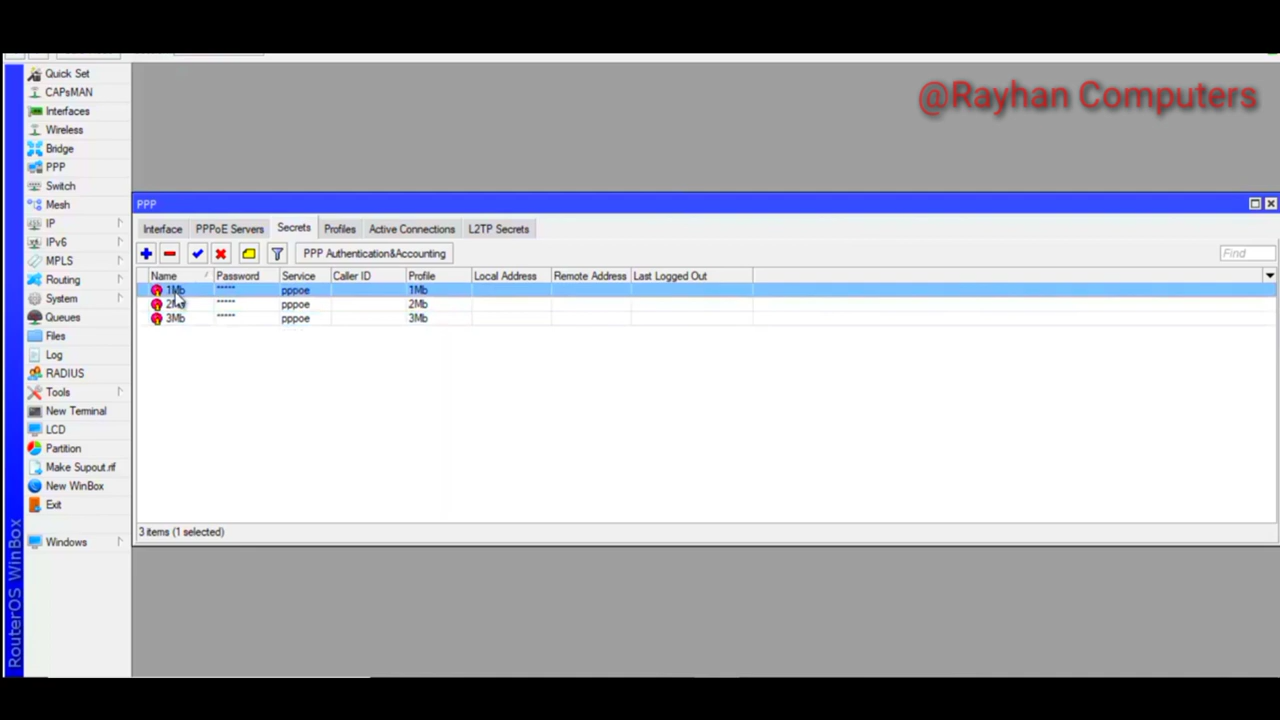 @Rayhan Computers
Quick Set
CAPsMAN
Interfaces
Wireless
Bridge
PPP
Switch
Mesh
IP
IPv6
MPLS
Routing
System
Queues
Files
Log
RADIUS
Tools
New Terminal
LCD
Partition
Make Supout.rif
New WinBox
Exit
Windows
RouterOS WinBox
PPP
Interface PPPoE Servers Secrets Profiles Active Connections L2TP Secrets
PPP Authentication&Accounting Find
Name / Password Service Caller ID Profile Local Address Remote Address Last Logged Out
1Mb ***** pppoe 1Mb
2Mb ***** pppoe 2Mb
3Mb ***** pppoe 3Mb
3 items (1 selected)